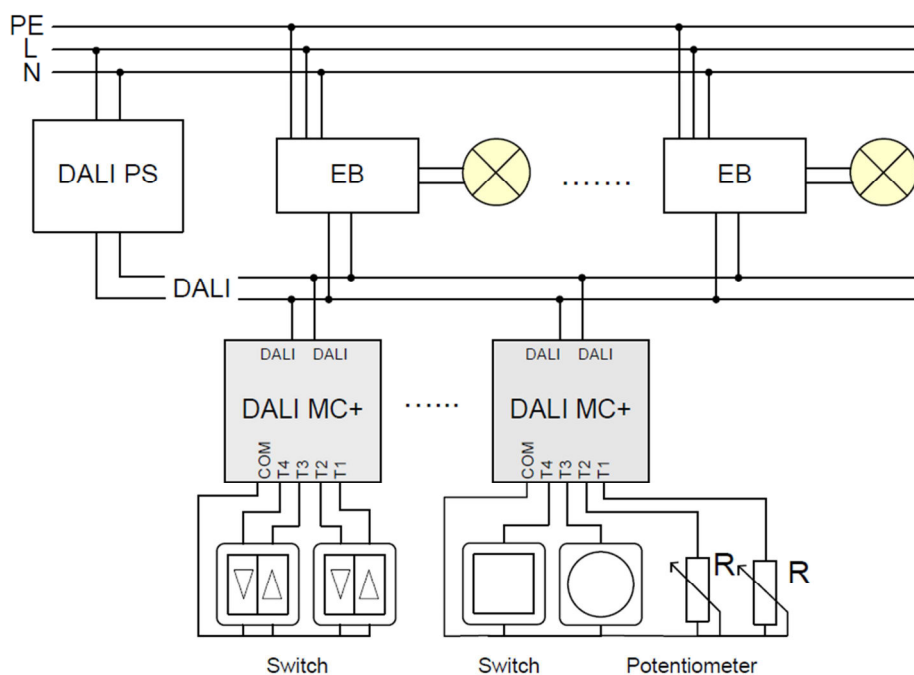 PE
L
N
DALI PS
EB
.......
EB
DALI
DALI DALI
DALI MC+
COM T4 T3 T2 T1
......
DALI DALI
DALI MC+
COM T4 T3 T2 T1
R
R
Switch
Switch
Potentiometer